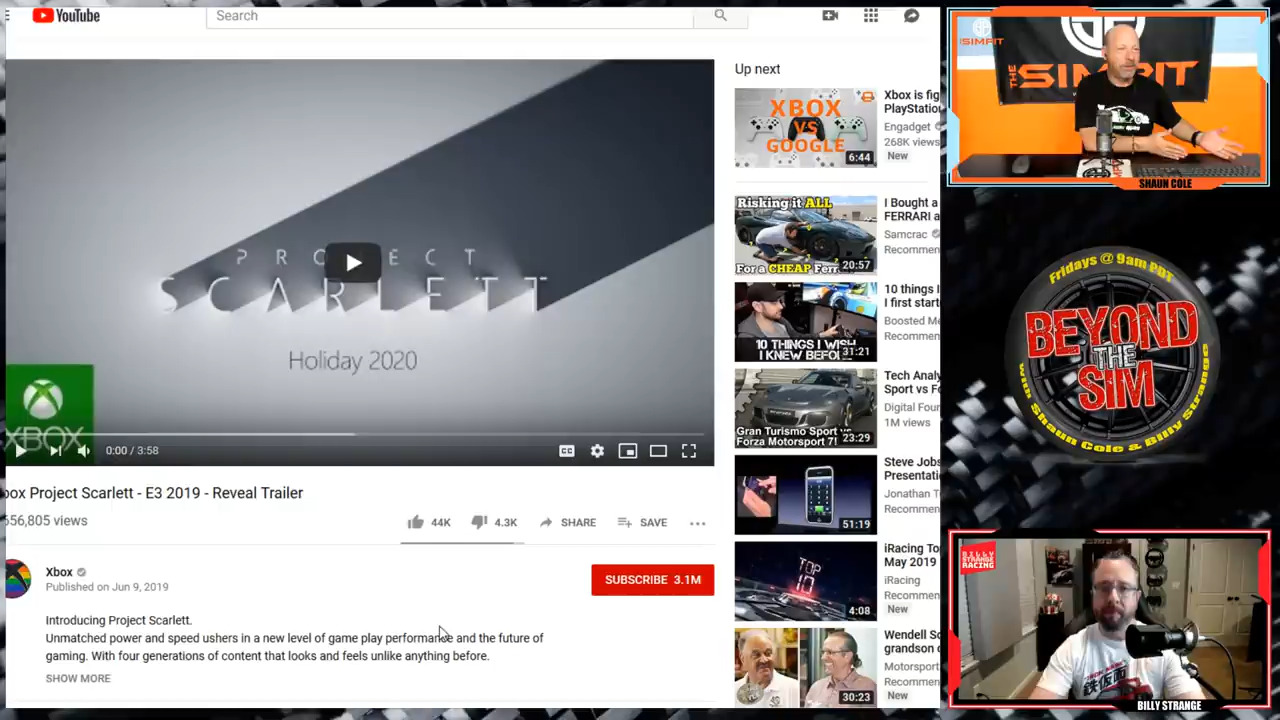 YouTube
Search
PROJECT
SCARLETT
Holiday 2020
XBOX
0:00 / 3:58
CC
box Project Scarlett - E3 2019 - Reveal Trailer
656,805 views
44K
4.3K
SHARE
SAVE
Xbox
Published on Jun 9, 2019
SUBSCRIBE 3.1M
Introducing Project Scarlett.
Unmatched power and speed ushers in a new level of game play performance and the future of
gaming. With four generations of content that looks and feels unlike anything before.
SHOW MORE
Up next
XBOX
VS
GOOGLE
6:44
Xbox is fig
PlayStation
Engadget
268K views
New
Risking it ALL
For a CHEAP Ferr
20:57
I Bought a
FERRARI a
Samcrac
Recommen
10 THINGS I WISH
I KNEW BEFO
31:21
10 things I
I first start
Boosted Me
Recommen
Gran Turismo Sport vs
Forza Motorsport 7!
23:29
Tech Analy
Sport vs Fo
Digital Foun
1M views
51:19
Steve Jobs
Presentatio
Jonathan T
Recommen
TOP
10
4:08
iRacing To
May 2019
iRacing
Recommen
New
30:23
Wendell Sc
grandson o
Motorsport
Recommen
New
SIMPIT
THE
SIMPIT
SHAUN COLE
Fridays @ 9am PDT
BEYOND
THE
SIM
with Shaun Cole & Billy Strange
BILLY
STRANGE
RACING
BILLY STRANGE